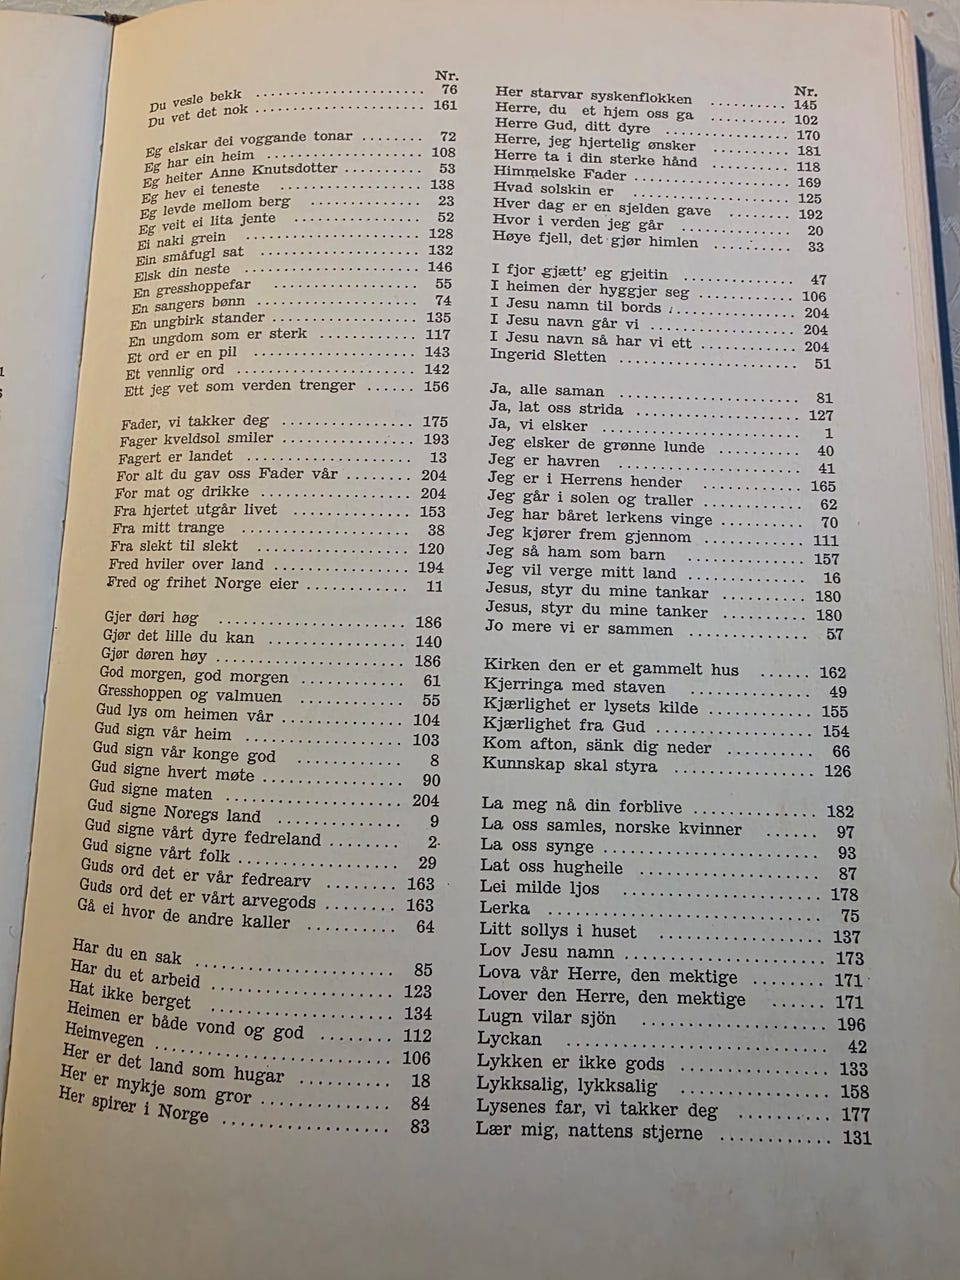 Nr.
Du vesle bekk ........................ 76
Du vet det nok ........................ 161
Eg elskar dei voggande tonar ........ 72
Eg har ein heim .................... 108
Eg heiter Anne Knutsdotter .......... 53
Eg hev ei teneste .................. 138
Eg levde mellom berg .............. 23
Eg veit ei lita jente ................ 52
Ei naki grein ...................... 128
Ein småfugl sat .................... 132
Elsk din neste ...................... 146
En gresshoppefar .................. 55
En sangers bønn .................... 74
En ungbirk stander .................. 135
En ungdom som er sterk ............ 117
Et ord er en pil .................... 143
Et vennlig ord ...................... 142
Ett jeg vet som verden trenger ...... 156
Fader, vi takker deg ................ 175
Fager kveldsol smiler ................ 193
Fagert er landet .................... 13
For alt du gav oss Fader vår ........ 204
For mat og drikke .................. 204
Fra hjertet utgår livet .............. 153
Fra mitt trange .................... 38
Fra slekt til slekt .................. 120
Fred hviler over land ................ 194
Fred og frihet Norge eier ............ 11
Gjer døri høg ...................... 186
Gjør det lille du kan ................ 140
Gjør døren høy ...................... 186
God morgen, god morgen ............ 61
Gresshoppen og valmuen ............ 55
Gud lys om heimen vår .............. 104
Gud sign vår heim .................. 103
Gud sign vår konge god ............ 8
Gud signe hvert møte ................ 90
Gud signe maten .................... 204
Gud signe Noregs land .............. 9
Gud signe vårt dyre fedreland ........ 2
Gud signe vårt folk .................. 29
Guds ord det er vår fedrearv ........ 163
Guds ord det er vårt arvegods ........ 163
Gå ei hvor de andre kaller .......... 64
Har du en sak ...................... 85
Har du et arbeid .................... 123
Hat ikke berget .................... 134
Heimen er både vond og god ........ 112
Heimvegen .......................... 106
Her er det land som hugar .......... 18
Her er mykje som gror .............. 84
Her spirer i Norge .................. 83
Nr.
Her starvar syskenflokken .......... 145
Herre, du et hjem oss ga .......... 102
Herre Gud, ditt dyre ................ 170
Herre, jeg hjertelig ønsker .......... 181
Herre ta i din sterke hånd .......... 118
Himmelske Fader .................... 169
Hvad solskin er .................... 125
Hver dag er en sjelden gave ........ 192
Hvor i verden jeg går .............. 20
Høye fjell, det gjør himlen .......... 33
I fjor gjætt' eg gjeitin .............. 47
I heimen der hyggjer seg ............ 106
I Jesu namn til bords ................ 204
I Jesu navn går vi .................. 204
I Jesu navn så har vi ett ............ 204
Ingerid Sletten ...................... 51
Ja, alle saman ...................... 81
Ja, lat oss strida .................... 127
Ja, vi elsker ........................ 1
Jeg elsker de grønne lunde .......... 40
Jeg er havren ...................... 41
Jeg er i Herrens hender ............ 165
Jeg går i solen og traller ............ 62
Jeg har båret lerkens vinge .......... 70
Jeg kjører frem gjennom ............ 111
Jeg så ham som barn .............. 157
Jeg vil verge mitt land .............. 16
Jesus, styr du mine tankar .......... 180
Jesus, styr du mine tanker .......... 180
Jo mere vi er sammen .............. 57
Kirken den er et gammelt hus ...... 162
Kjerringa med staven .............. 49
Kjærlighet er lysets kilde ............ 155
Kjærlighet fra Gud .................. 154
Kom afton, sänk dig neder .......... 66
Kunnskap skal styra ................ 126
La meg nå din forblive .............. 182
La oss samles, norske kvinner ...... 97
La oss synge ........................ 93
Lat oss hugheile .................... 87
Lei milde ljos ...................... 178
Lerka .............................. 75
Litt sollys i huset .................. 137
Lov Jesu namn ...................... 173
Lova vår Herre, den mektige ........ 171
Lover den Herre, den mektige ...... 171
Lugn vilar sjön .................... 196
Lyckan ............................ 42
Lykken er ikke gods ................ 133
Lykksalig, lykksalig ................ 158
Lysenes far, vi takker deg .......... 177
Lær mig, nattens stjerne ............ 131